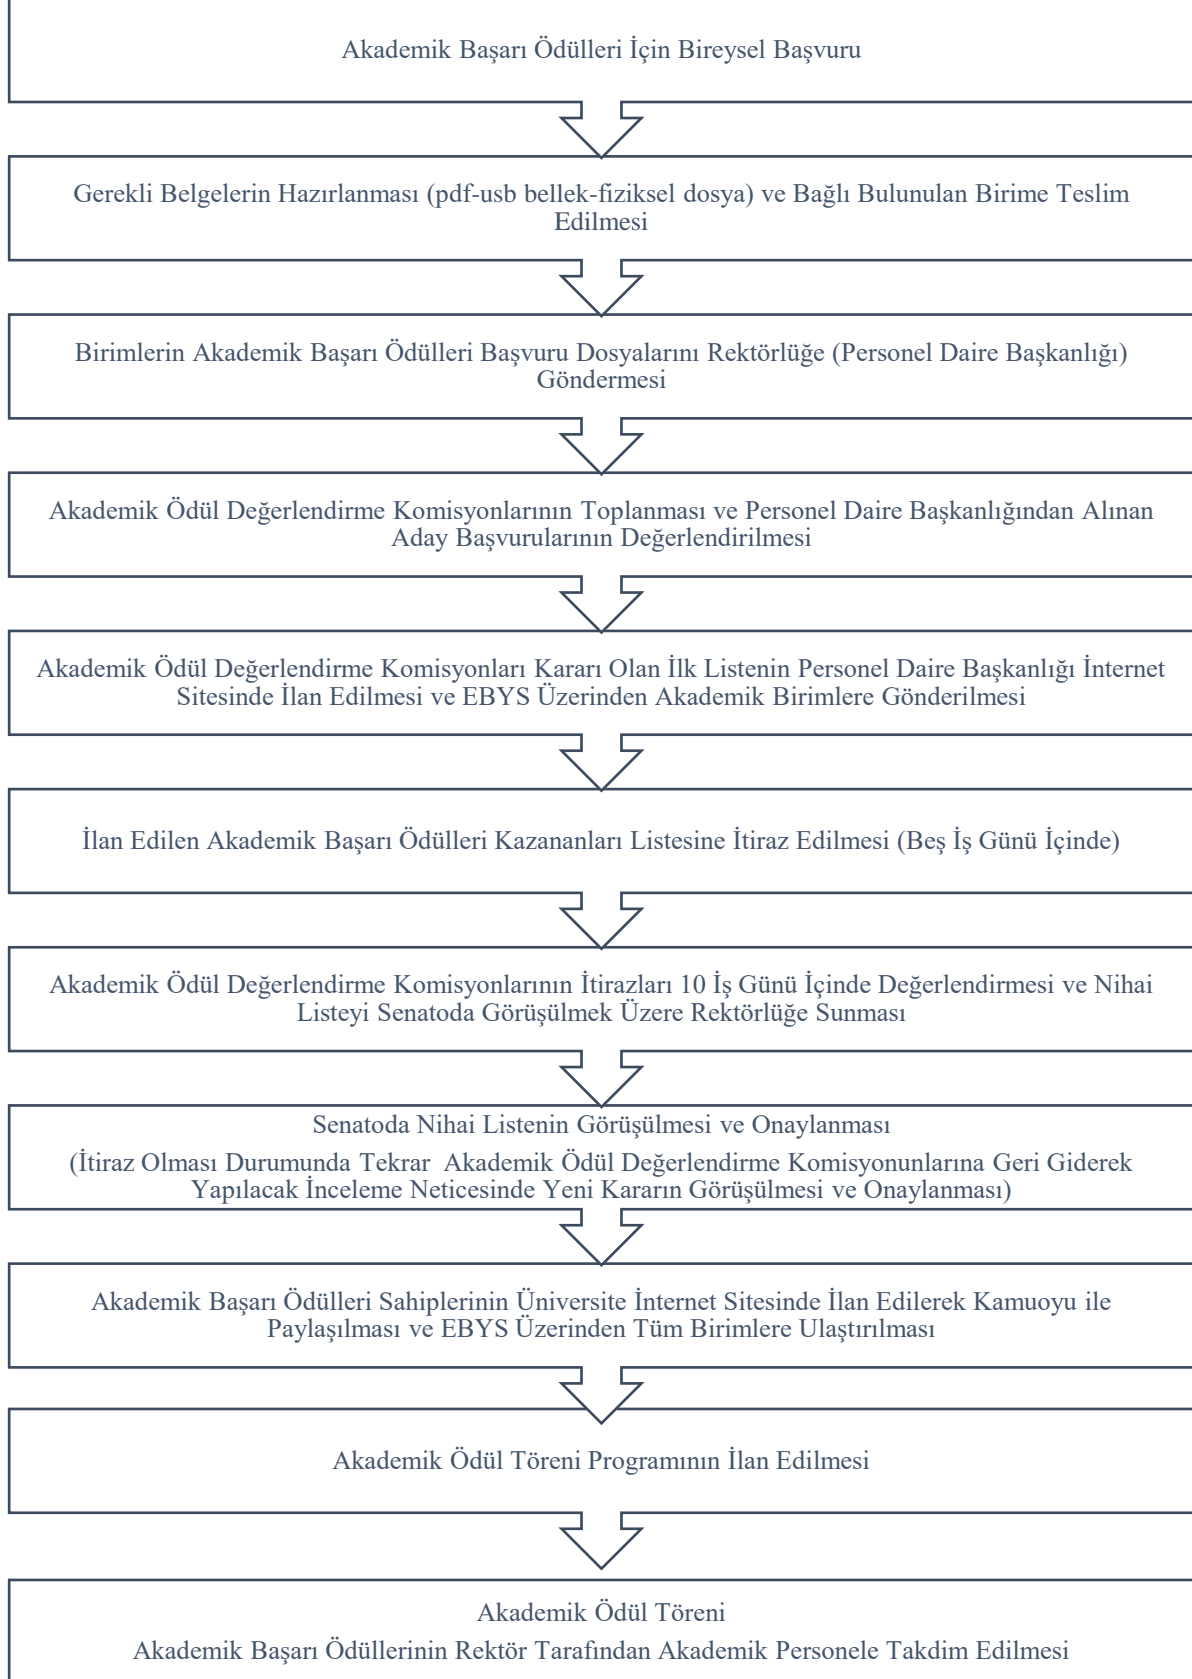 Akademik Başarı Ödülleri İçin Bireysel Başvuru
Gerekli Belgelerin Hazırlanması (pdf-usb bellek-fiziksel dosya) ve Bağlı Bulunulan Birime Teslim
Edilmesi
Birimlerin Akademik Başarı Ödülleri Başvuru Dosyalarını Rektörlüğe (Personel Daire Başkanlığı)
Göndermesi
Akademik Ödül Değerlendirme Komisyonlarının Toplanması ve Personel Daire Başkanlığından Alınan
Aday Başvurularının Değerlendirilmesi
Akademik Ödül Değerlendirme Komisyonları Kararı Olan İlk Listenin Personel Daire Başkanlığı İnternet
Sitesinde İlan Edilmesi ve EBYS Üzerinden Akademik Birimlere Gönderilmesi
İlan Edilen Akademik Başarı Ödülleri Kazananları Listesine İtiraz Edilmesi (Beş İş Günü İçinde)
Akademik Ödül Değerlendirme Komisyonlarının İtirazları 10 İş Günü İçinde Değerlendirmesi ve Nihai
Listeyi Senatoda Görüşülmek Üzere Rektörlüğe Sunması
Senatoda Nihai Listenin Görüşülmesi ve Onaylanması
(İtiraz Olması Durumunda Tekrar  Akademik Ödül Değerlendirme Komisyonunlarına Geri Giderek
Yapılacak İnceleme Neticesinde Yeni Kararın Görüşülmesi ve Onaylanması)
Akademik Başarı Ödülleri Sahiplerinin Üniversite İnternet Sitesinde İlan Edilerek Kamuoyu ile
Paylaşılması ve EBYS Üzerinden Tüm Birimlere Ulaştırılması
Akademik Ödül Töreni Programının İlan Edilmesi
Akademik Ödül Töreni
Akademik Başarı Ödüllerinin Rektör Tarafından Akademik Personele Takdim Edilmesi